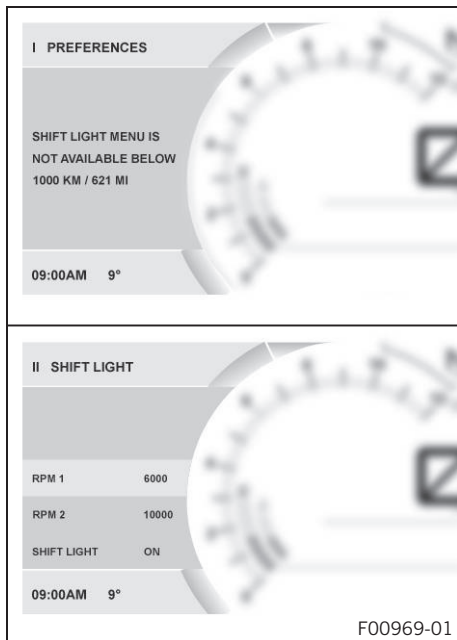 I PREFERENCES
SHIFT LIGHT MENU IS
NOT AVAILABLE BELOW
1000 KM / 621 MI
09:00AM 9°
II SHIFT LIGHT
RPM 1 6000
RPM 2 10000
SHIFT LIGHT ON
09:00AM 9°
F00969-01